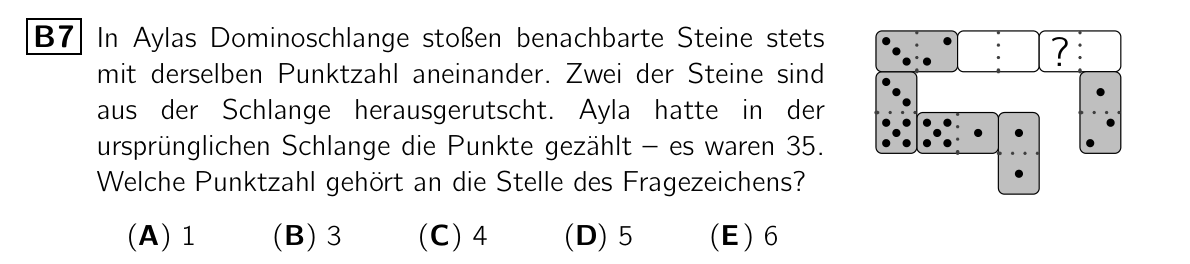 B7 In Aylas Dominoschlange stoßen benachbarte Steine stets
mit derselben Punktzahl aneinander. Zwei der Steine sind
aus der Schlange herausgerutscht. Ayla hatte in der
ursprünglichen Schlange die Punkte gezählt – es waren 35.
Welche Punktzahl gehört an die Stelle des Fragezeichens?
(A) 1 (B) 3 (C) 4 (D) 5 (E) 6
?